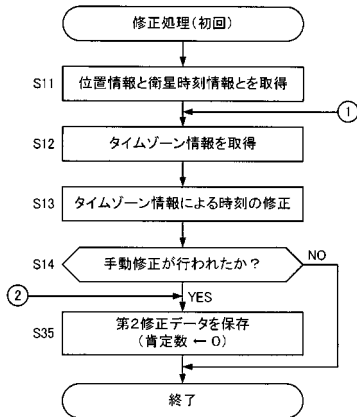 修正処理(初回)
S11
位置情報と衛星時刻情報とを取得
1
S12
タイムゾーン情報を取得
S13
タイムゾーン情報による時刻の修正
S14
手動修正が行われたか？
NO
2
YES
S35
第2修正データを保存
(肯定数 ← 0)
終了